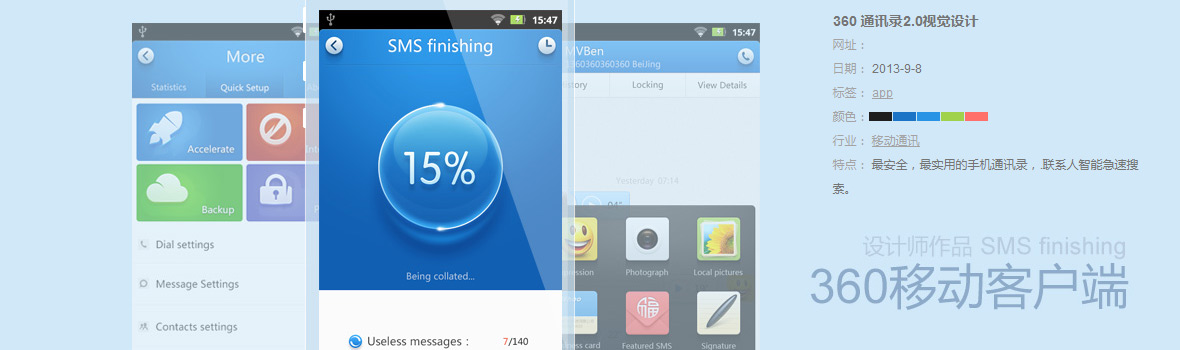 15:47
More
Statistics
Quick Setup
Accelerate
Backup
Dial settings
Message Settings
Contacts settings
15:47
SMS finishing
15%
Being collated...
Useless messages : 7/140
15:47
MVBen
360360360360 BeiJing
Locking
View Details
Yesterday 07:14
04"
Photograph
Local pictures
福
Featured SMS
Signature
360 通讯录2.0视觉设计
网址：
日期： 2013-9-8
标签： app
颜色：
行业： 移动通讯
特点： 最安全，最实用的手机通讯录，.联系人智能急速搜
索。
设计师作品 SMS finishing
360移动客户端